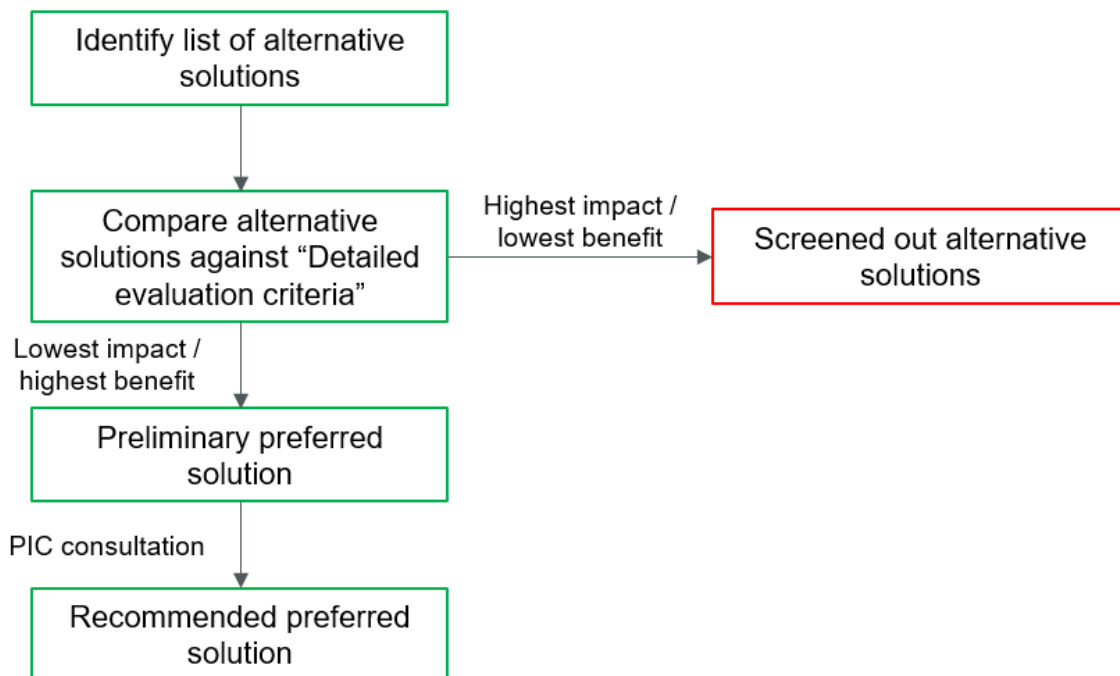 Identify list of alternative
solutions
Compare alternative
solutions against “Detailed
evaluation criteria”
Highest impact /
lowest benefit
Screened out alternative
solutions
Lowest impact /
highest benefit
Preliminary preferred
solution
PIC consultation
Recommended preferred
solution